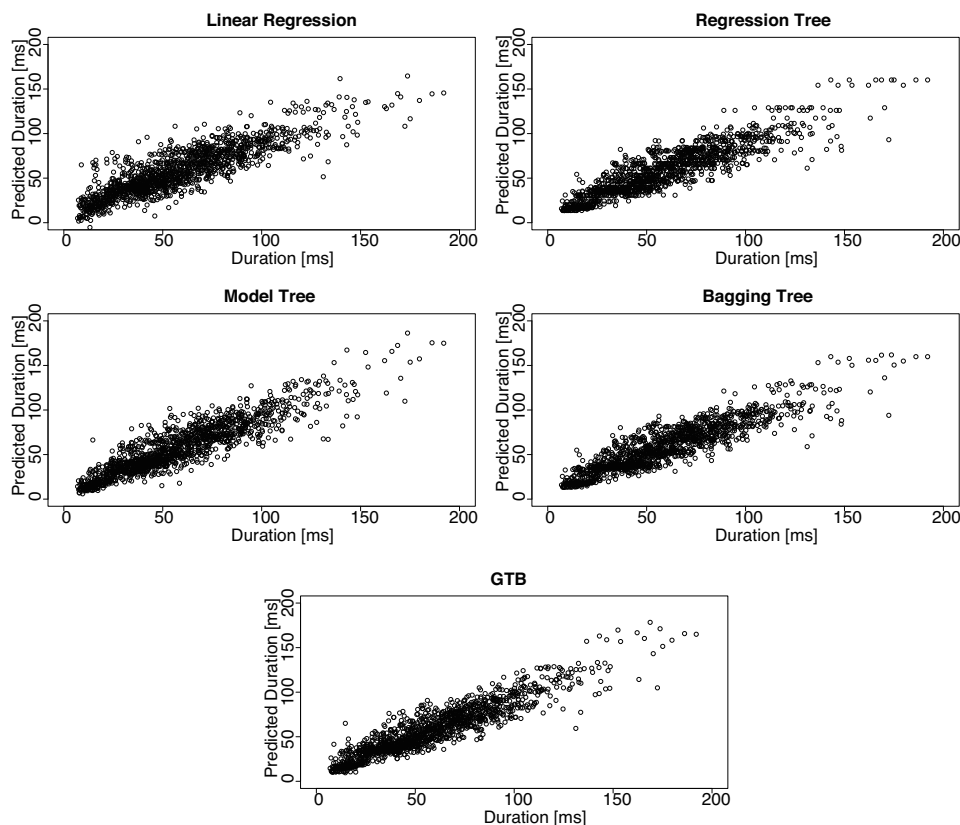 Linear Regression
Predicted Duration [ms]
200
150
100
50
0
0 50 100 150 200
Duration [ms]
Regression Tree
Predicted Duration [ms]
200
150
100
50
0
0 50 100 150 200
Duration [ms]
Model Tree
Predicted Duration [ms]
200
150
100
50
0
0 50 100 150 200
Duration [ms]
Bagging Tree
Predicted Duration [ms]
200
150
100
50
0
0 50 100 150 200
Duration [ms]
GTB
Predicted Duration [ms]
200
150
100
50
0
0 50 100 150 200
Duration [ms]